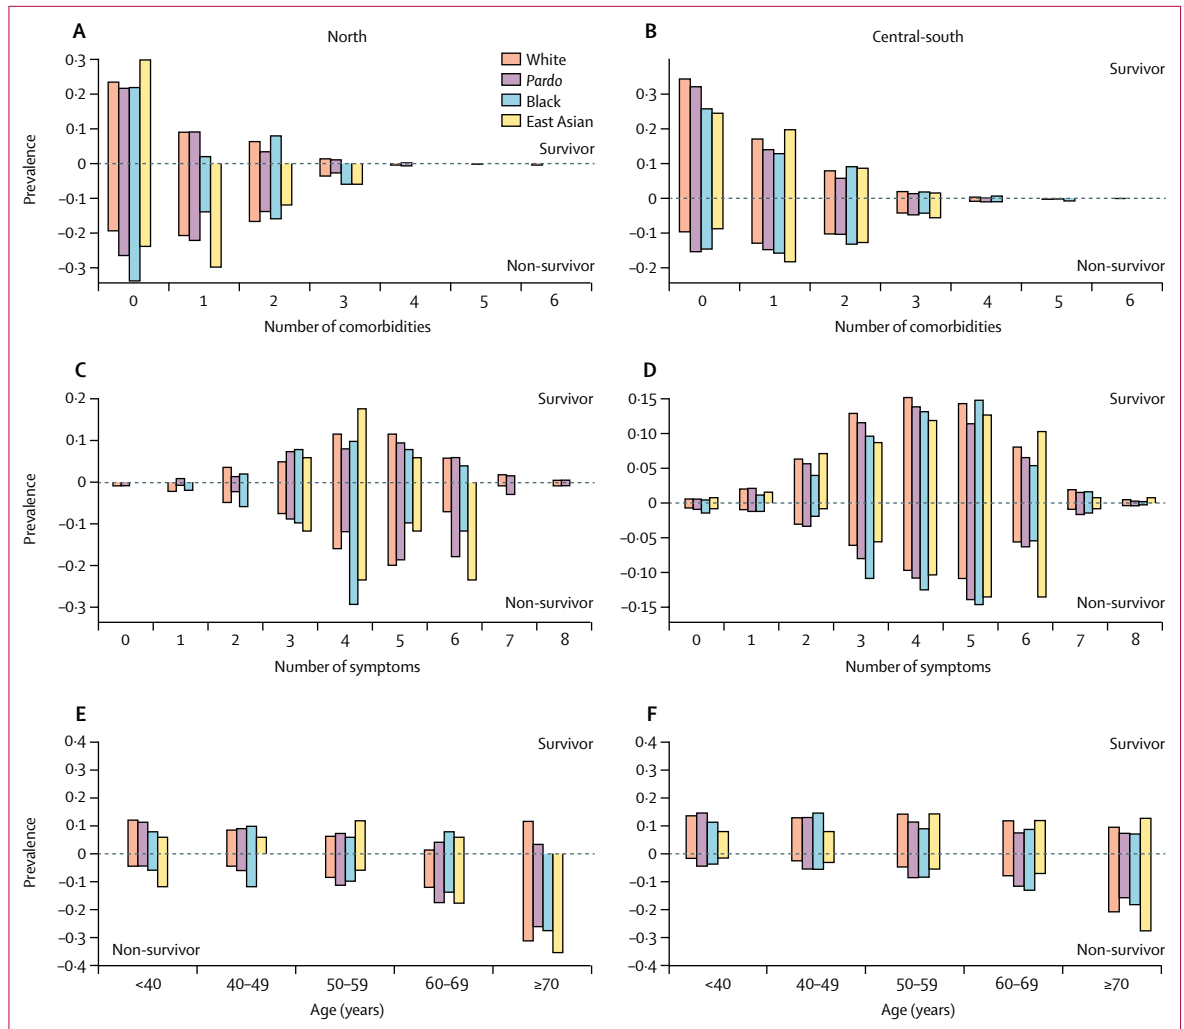 A
North
0·3
0·2
0·1
0
–0·1
–0·2
–0·3
Prevalence
White
Pardo
Black
East Asian
Survivor
Non-survivor
0 1 2 3 4 5 6
Number of comorbidities
B
Central-south
0·3
0·2
0·1
0
–0·1
–0·2
Survivor
Non-survivor
0 1 2 3 4 5 6
Number of comorbidities
C
0·2
0·1
0
–0·1
–0·2
–0·3
Prevalence
Survivor
Non-survivor
0 1 2 3 4 5 6 7 8
Number of symptoms
D
0·15
0·10
0·05
0
–0·05
–0·10
–0·15
Survivor
Non-survivor
0 1 2 3 4 5 6 7 8
Number of symptoms
E
0·4
0·3
0·2
0·1
0
–0·1
–0·2
–0·3
–0·4
Prevalence
Survivor
Non-survivor
<40 40–49 50–59 60–69 ≥70
Age (years)
F
0·4
0·3
0·2
0·1
0
–0·1
–0·2
–0·3
–0·4
Survivor
Non-survivor
<40 40–49 50–59 60–69 ≥70
Age (years)